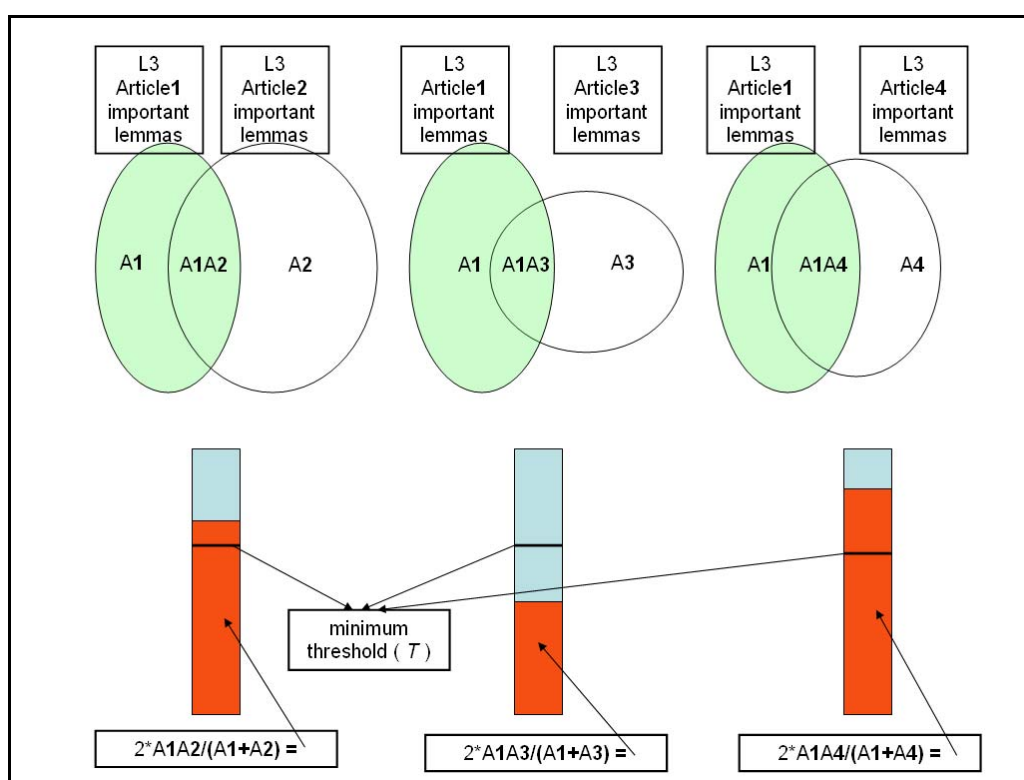 L3
Article1
important
lemmas
L3
Article2
important
lemmas
L3
Article1
important
lemmas
L3
Article3
important
lemmas
L3
Article1
important
lemmas
L3
Article4
important
lemmas
A1
A1A2
A2
A1
A1A3
A3
A1
A1A4
A4
minimum
threshold ( T )
2*A1A2/(A1+A2) =
2*A1A3/(A1+A3) =
2*A1A4/(A1+A4) =